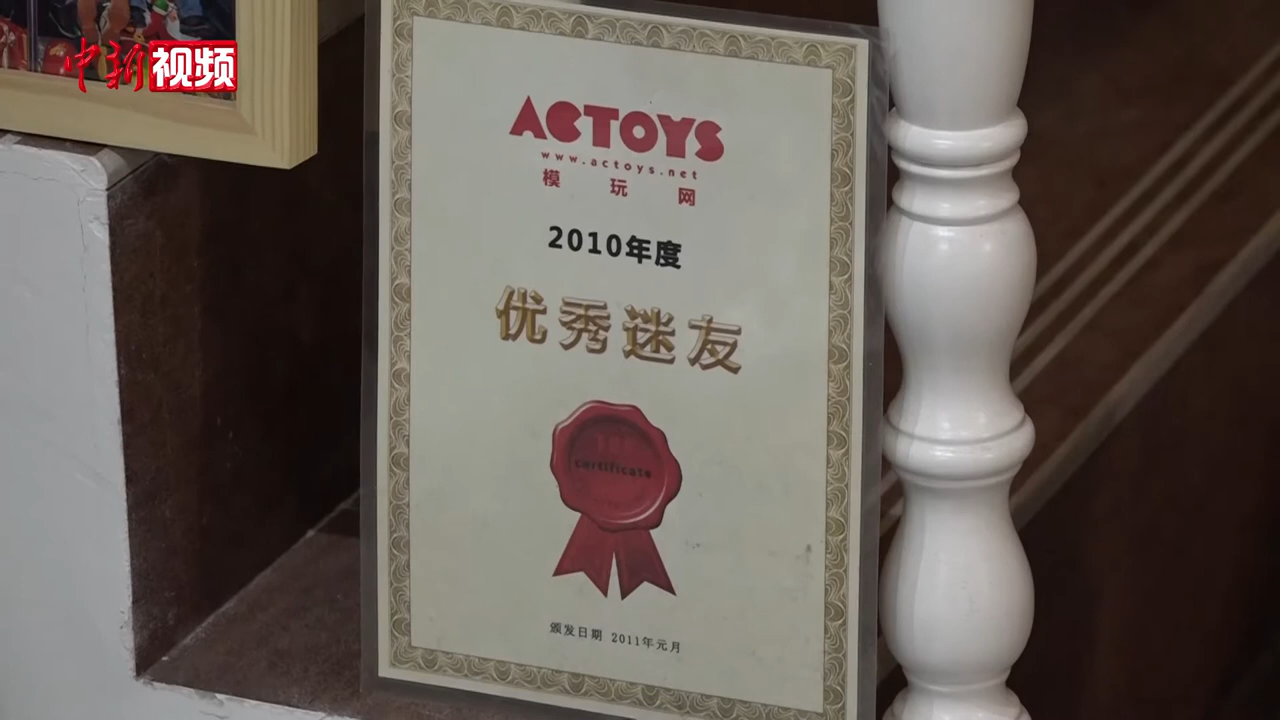 中新视频
ACTOYS
www.actoys.net
模玩网
2010年度
优秀迷友
certificate
颁发日期 2011年元月